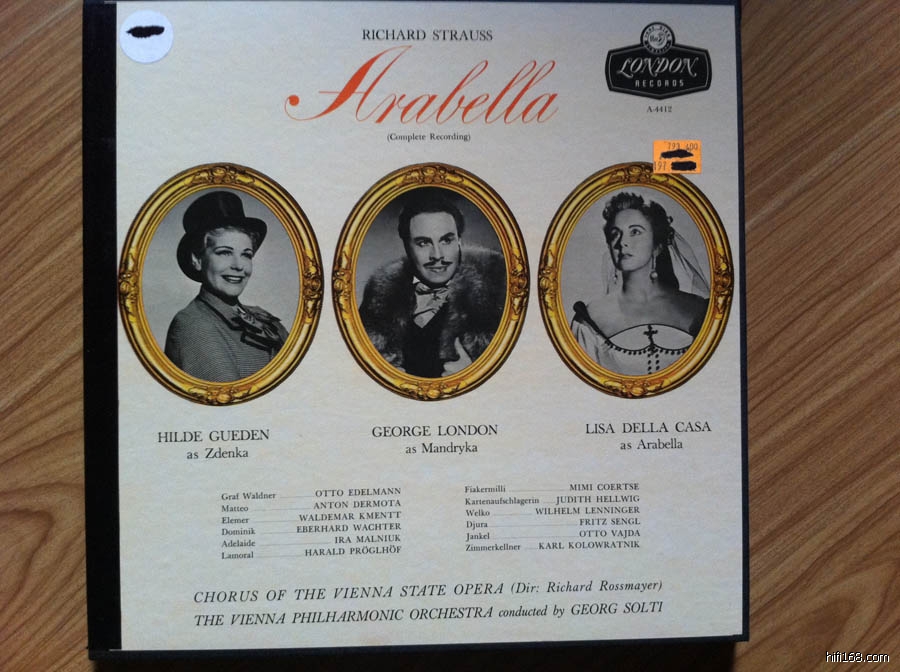 RICHARD STRAUSS
Arabella
(Complete Recording)
LONDON
RECORDS
A-4412
HILDE GUEDEN
as Zdenka
GEORGE LONDON
as Mandryka
LISA DELLA CASA
as Arabella
Graf Waldner OTTO EDELMANN
Matteo ANTON DERMOTA
Elemer WALDEMAR KMENTT
Dominik EBERHARD WACHTER
Adelaide IRA MALNIUK
Lamoral HARALD PRÖGLHÖF
Fiakermilli MIMI COERTSE
Kartenaufschlagerin JUDITH HELLWIG
Welko WILHELM LENNINGER
Djura FRITZ SENGL
Jankel OTTO VAJDA
Zimmerkellner KARL KOLOWRATNIK
CHORUS OF THE VIENNA STATE OPERA (Dir: Richard Rossmayer)
THE VIENNA PHILHARMONIC ORCHESTRA conducted by GEORG SOLTI
hifi168.com